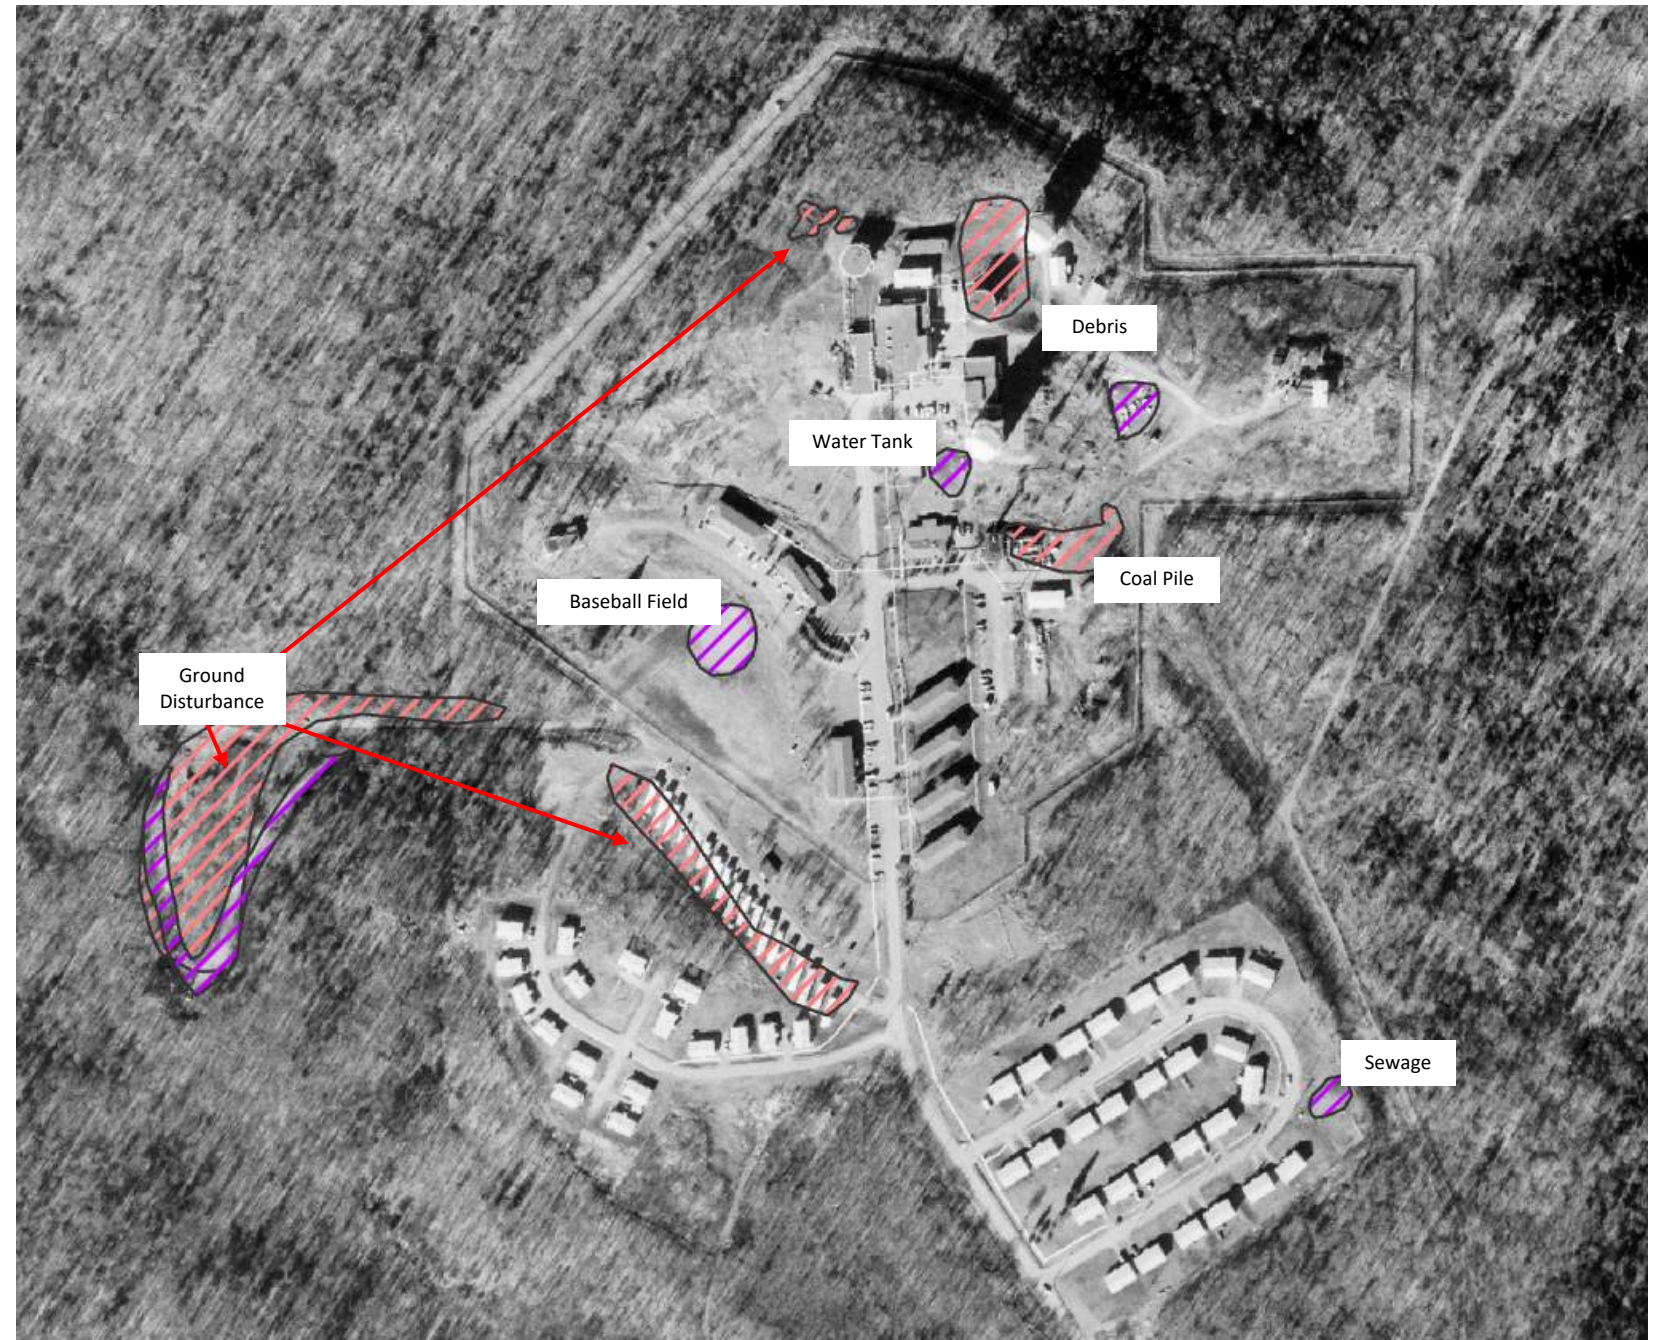 Debris
Water Tank
Coal Pile
Baseball Field
Ground
Disturbance
Sewage